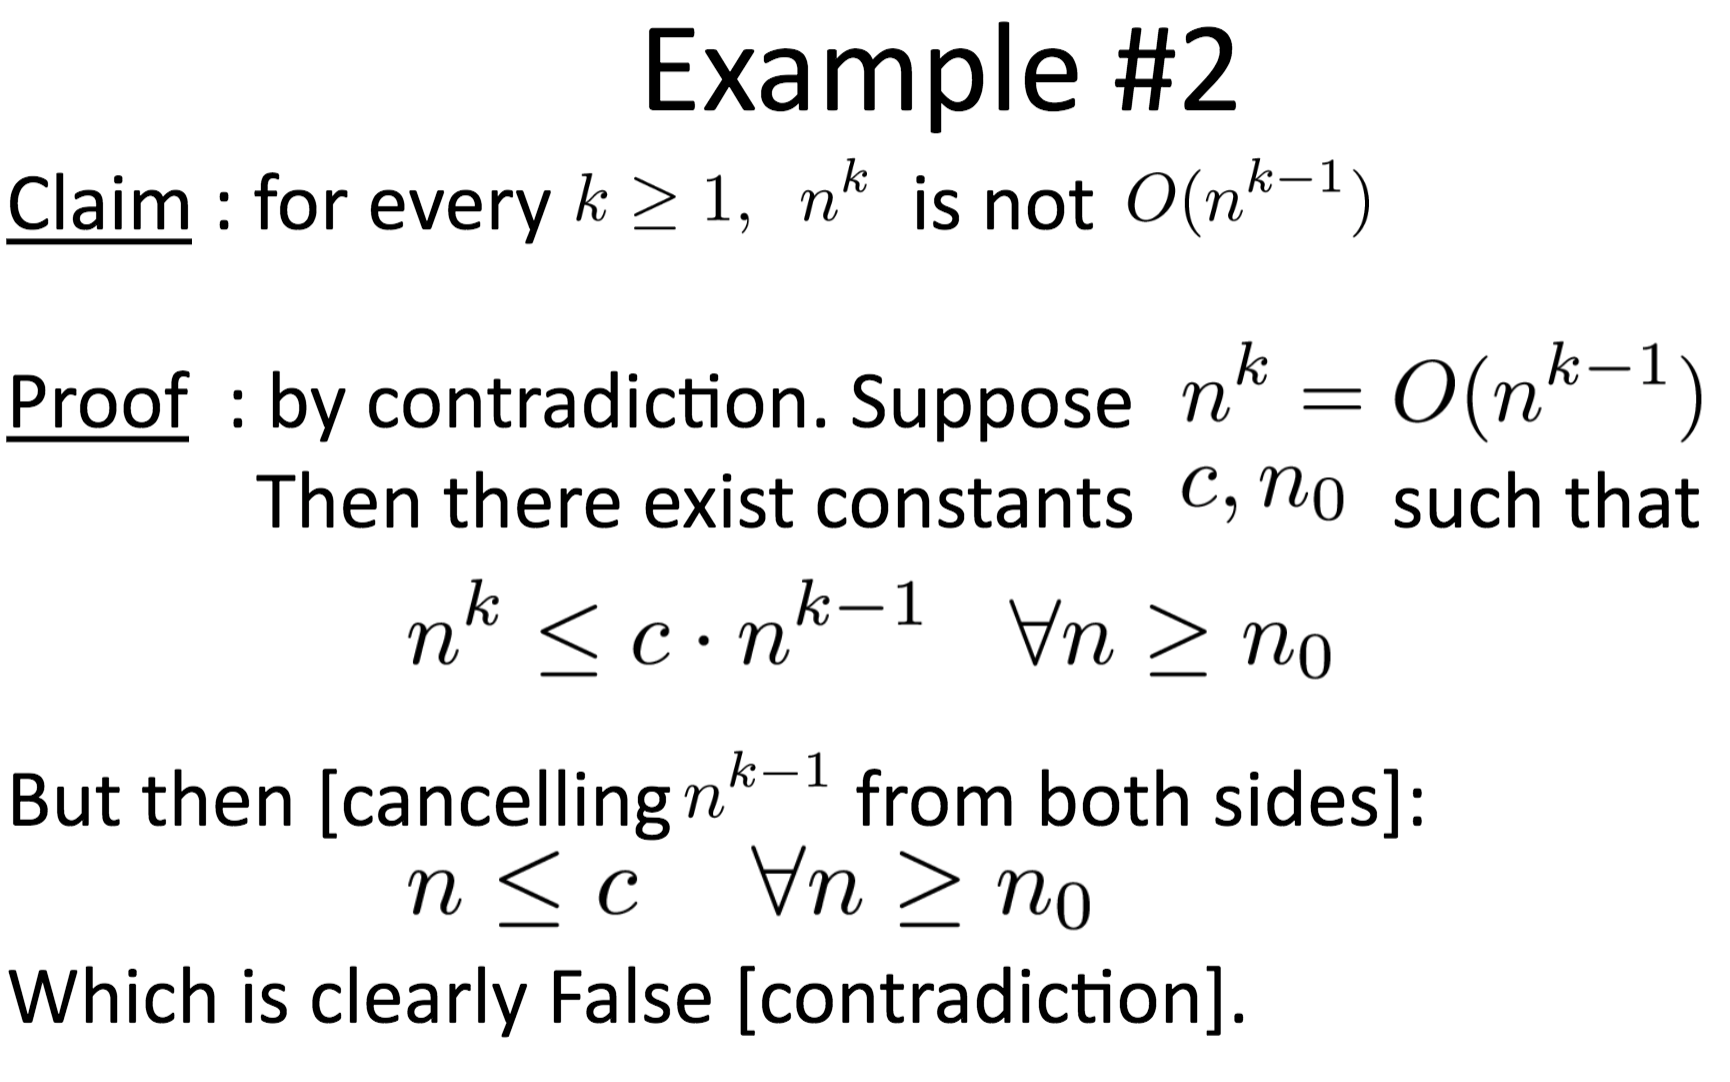 Example #2
Claim : for every $k \geq 1,\ n^k$ is not $O(n^{k-1})$
Proof : by contradiction. Suppose $n^k = O(n^{k-1})$
Then there exist constants $c, n_0$ such that
$n^k \leq c \cdot n^{k-1} \quad \forall n \geq n_0$
But then [cancelling $n^{k-1}$ from both sides]:
$n \leq c \quad \forall n \geq n_0$
Which is clearly False [contradiction].